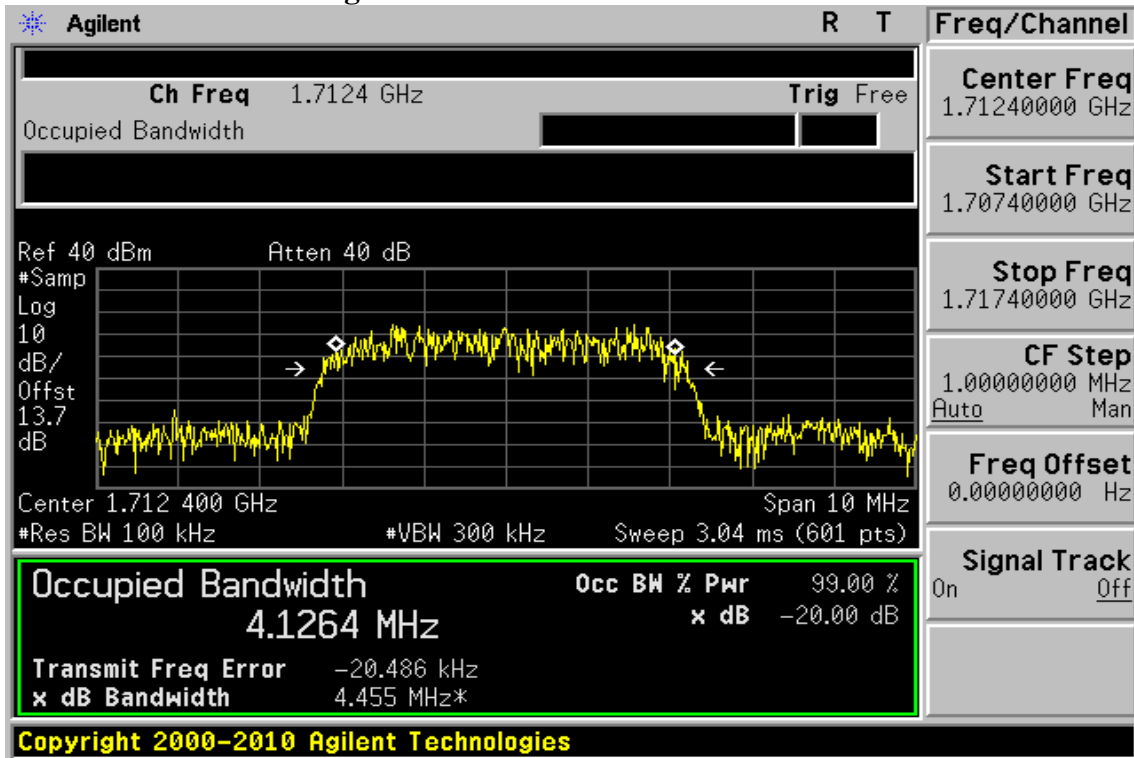 Agilent R T
Freq/Channel
Ch Freq 1.7124 GHz Trig Free
Occupied Bandwidth
Center Freq
1.71240000 GHz
Start Freq
1.70740000 GHz
Stop Freq
1.71740000 GHz
CF Step
1.00000000 MHz
Auto Man
Freq Offset
0.00000000 Hz
Signal Track
On Off
Ref 40 dBm Atten 40 dB
#Samp
Log
10
dB/
Offst
13.7
dB
Center 1.712 400 GHz Span 10 MHz
#Res BW 100 kHz #VBW 300 kHz Sweep 3.04 ms (601 pts)
Occupied Bandwidth
4.1264 MHz
Occ BW % Pwr 99.00 %
x dB -20.00 dB
Transmit Freq Error -20.486 kHz
x dB Bandwidth 4.455 MHz*
Copyright 2000-2010 Agilent Technologies